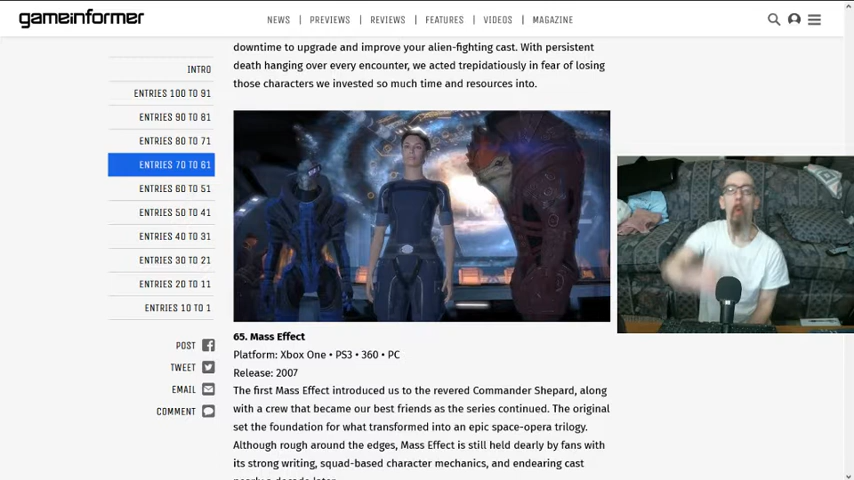 gameinformer
NEWS | PREVIEWS | REVIEWS | FEATURES | VIDEOS | MAGAZINE
downtime to upgrade and improve your alien-fighting cast. With persistent
death hanging over every encounter, we acted trepidatiously in fear of losing
those characters we invested so much time and resources into.
INTRO
ENTRIES 100 TO 91
ENTRIES 90 TO 81
ENTRIES 80 TO 71
ENTRIES 70 TO 61
ENTRIES 60 TO 51
ENTRIES 50 TO 41
ENTRIES 40 TO 31
ENTRIES 30 TO 21
ENTRIES 20 TO 11
ENTRIES 10 TO 1
POST
TWEET
EMAIL
COMMENT
65. Mass Effect
Platform: Xbox One • PS3 • 360 • PC
Release: 2007
The first Mass Effect introduced us to the revered Commander Shepard, along
with a crew that became our best friends as the series continued. The original
set the foundation for what transformed into an epic space-opera trilogy.
Although rough around the edges, Mass Effect is still held dearly by fans with
its strong writing, squad-based character mechanics, and endearing cast
nearly a decade later.